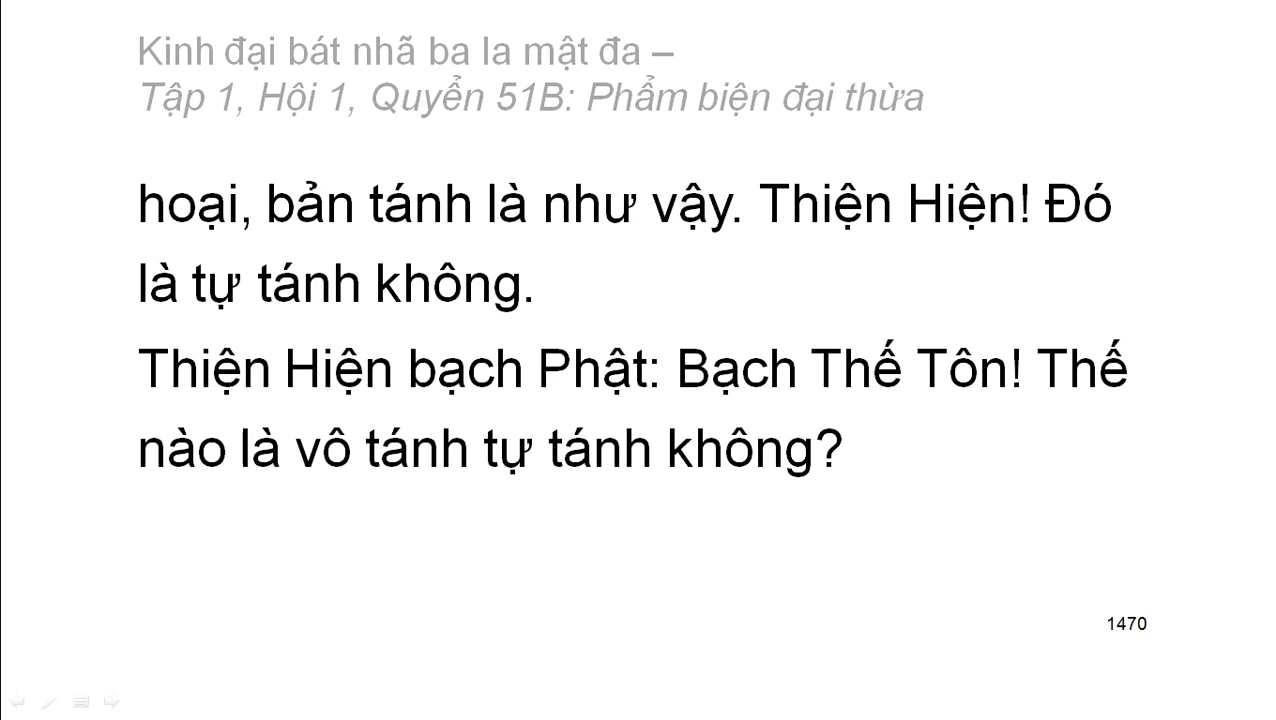 Kinh đại bát nhã ba la mật đa –
Tập 1, Hội 1, Quyển 51B: Phẩm biện đại thừa
hoại, bản tánh là như vậy. Thiện Hiện! Đó
là tự tánh không.
Thiện Hiện bạch Phật: Bạch Thế Tôn! Thế
nào là vô tánh tự tánh không?
1470